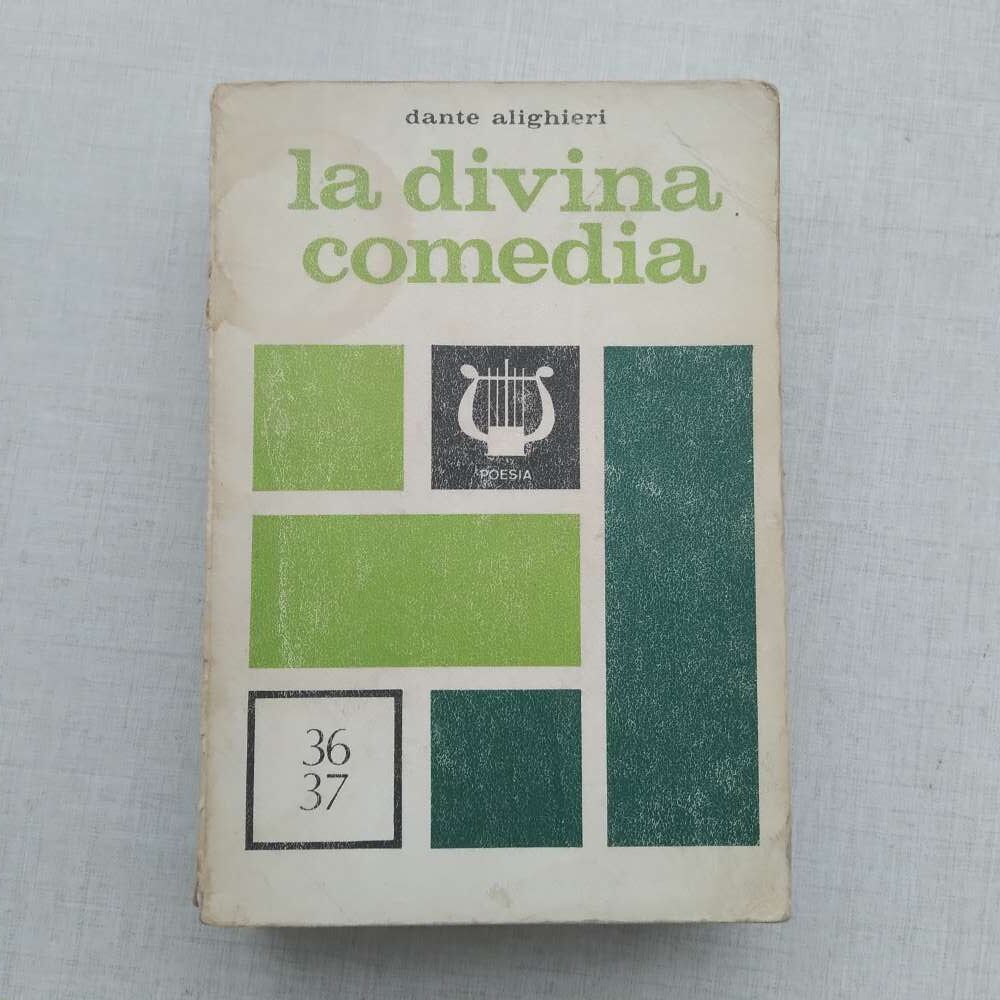 dante alighieri
la divina
comedia
POESIA
36
37